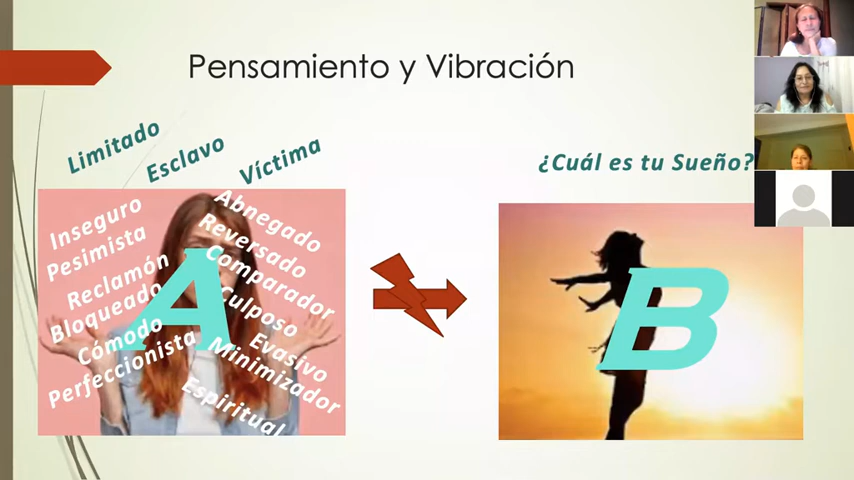 Pensamiento y Vibración
Limitado
Esclavo
Víctima
¿Cuál es tu Sueño?
Inseguro
Pesimista
Reclamón
Bloqueado
Cómodo
Perfeccionista
Abnegado
Reversado
Comparador
Culposo
Evasivo
Minimizador
Espiritual
A
B